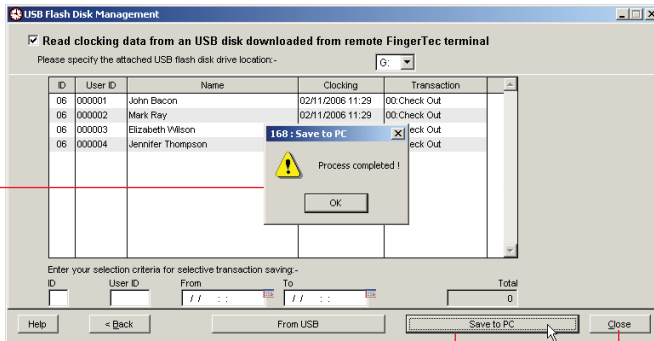 USB Flash Disk Management
Read clocking data from an USB disk downloaded from remote FingerTec terminal
Please specify the attached USB flash disk drive location:- G:
ID User ID Name Clocking Transaction
06 000001 John Bacon 02/11/2006 11:29 00:Check Out
06 000002 Mark Ray 02/11/2006 11:29 00:Check Out
06 000003 Elizabeth Wilson eck Out
06 000004 Jennifer Thompson eck Out
168 : Save to PC
Process completed !
OK
Enter your selection criteria for selective transaction saving:-
ID User ID From To Total
/ / : : / / : : 0
Help < Back From USB Save to PC Close